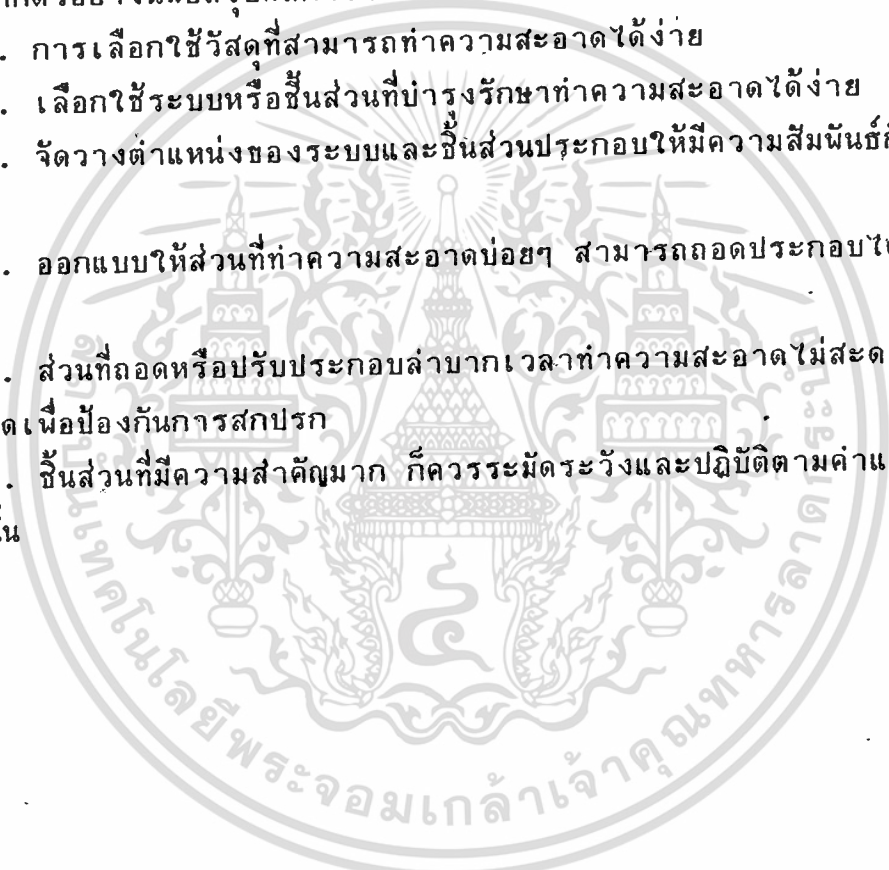 . การเลือกใช้วัสดุที่สามารถทำความสะอาดได้ง่าย
. เลือกใช้ระบบหรือชิ้นส่วนที่บำรุงรักษาทำความสะอาดได้ง่าย
. จัดวางตำแหน่งของระบบและชิ้นส่วนประกอบให้มีความสัมพันธ์
. ออกแบบให้ส่วนที่ทำความสะอาดบ่อยๆ สามารถถอดประกอบ
. ส่วนที่ถอดหรือปรับประกอบลำบากเวลาทำความสะอาดไม่สะด
ดเพื่อป้องกันการสกปรก
. ชิ้นส่วนที่มีความสำคัญมาก ก็ควรระมัดระวังและปฏิบัติตามคำแ
ั้น
เทคโนโลยีพระจอมเกล้าเจ้าคุณทหารลาดกระบัง